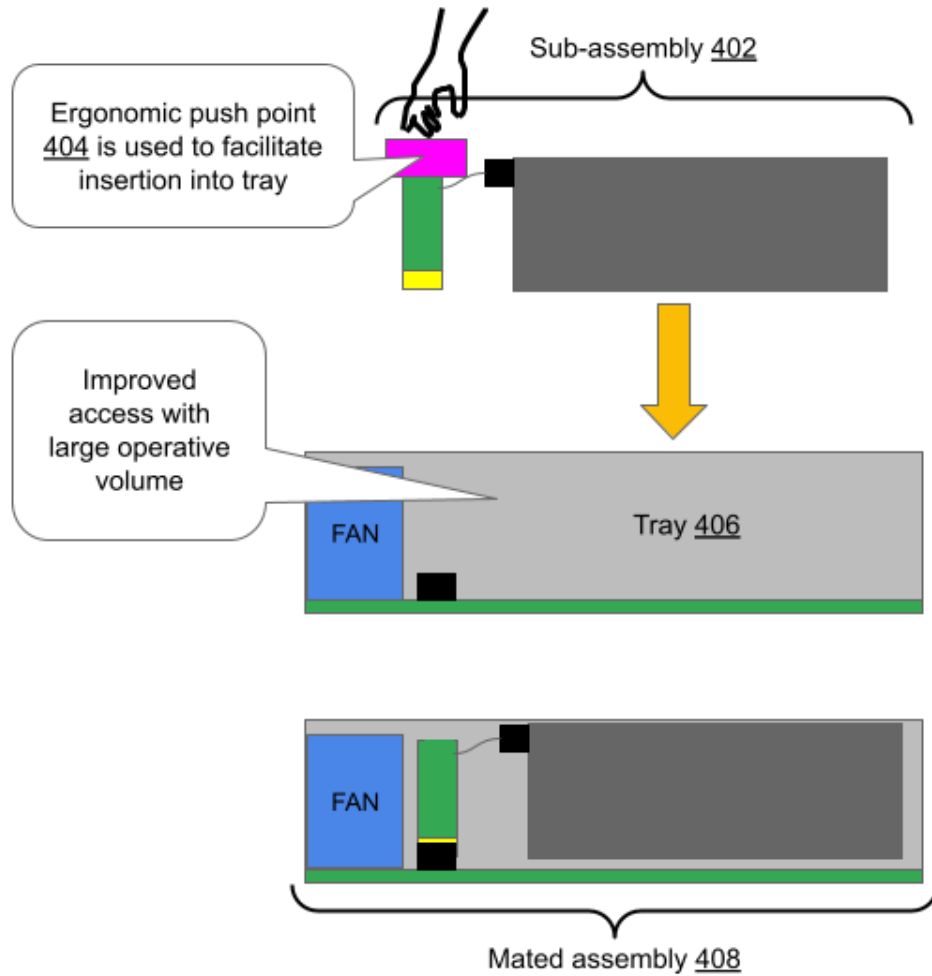 Sub-assembly 402
Ergonomic push point
404 is used to facilitate
insertion into tray
Improved
access with
large operative
volume
FAN
Tray 406
FAN
Mated assembly 408